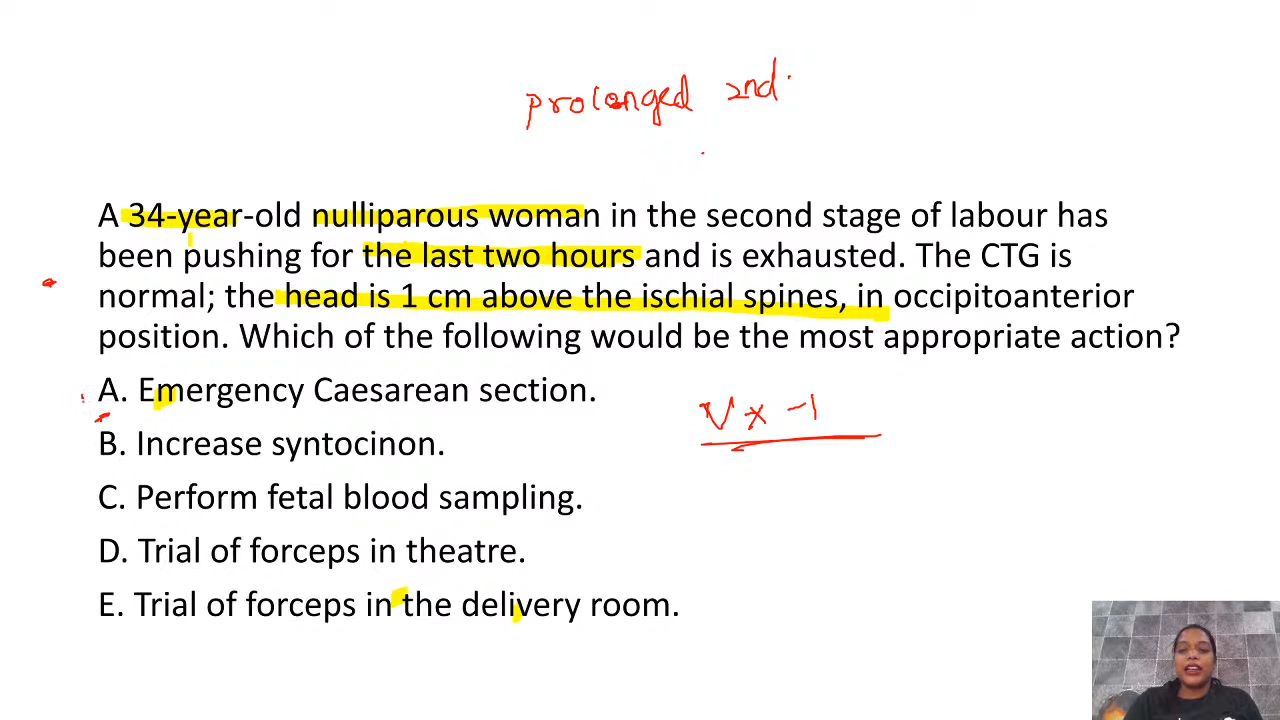 prolonged 2nd
A 34-year-old nulliparous woman in the second stage of labour has
been pushing for the last two hours and is exhausted. The CTG is
normal; the head is 1 cm above the ischial spines, in occipitoanterior
position. Which of the following would be the most appropriate action?
A. Emergency Caesarean section.
Vx -1
B. Increase syntocinon.
C. Perform fetal blood sampling.
D. Trial of forceps in theatre.
E. Trial of forceps in the delivery room.